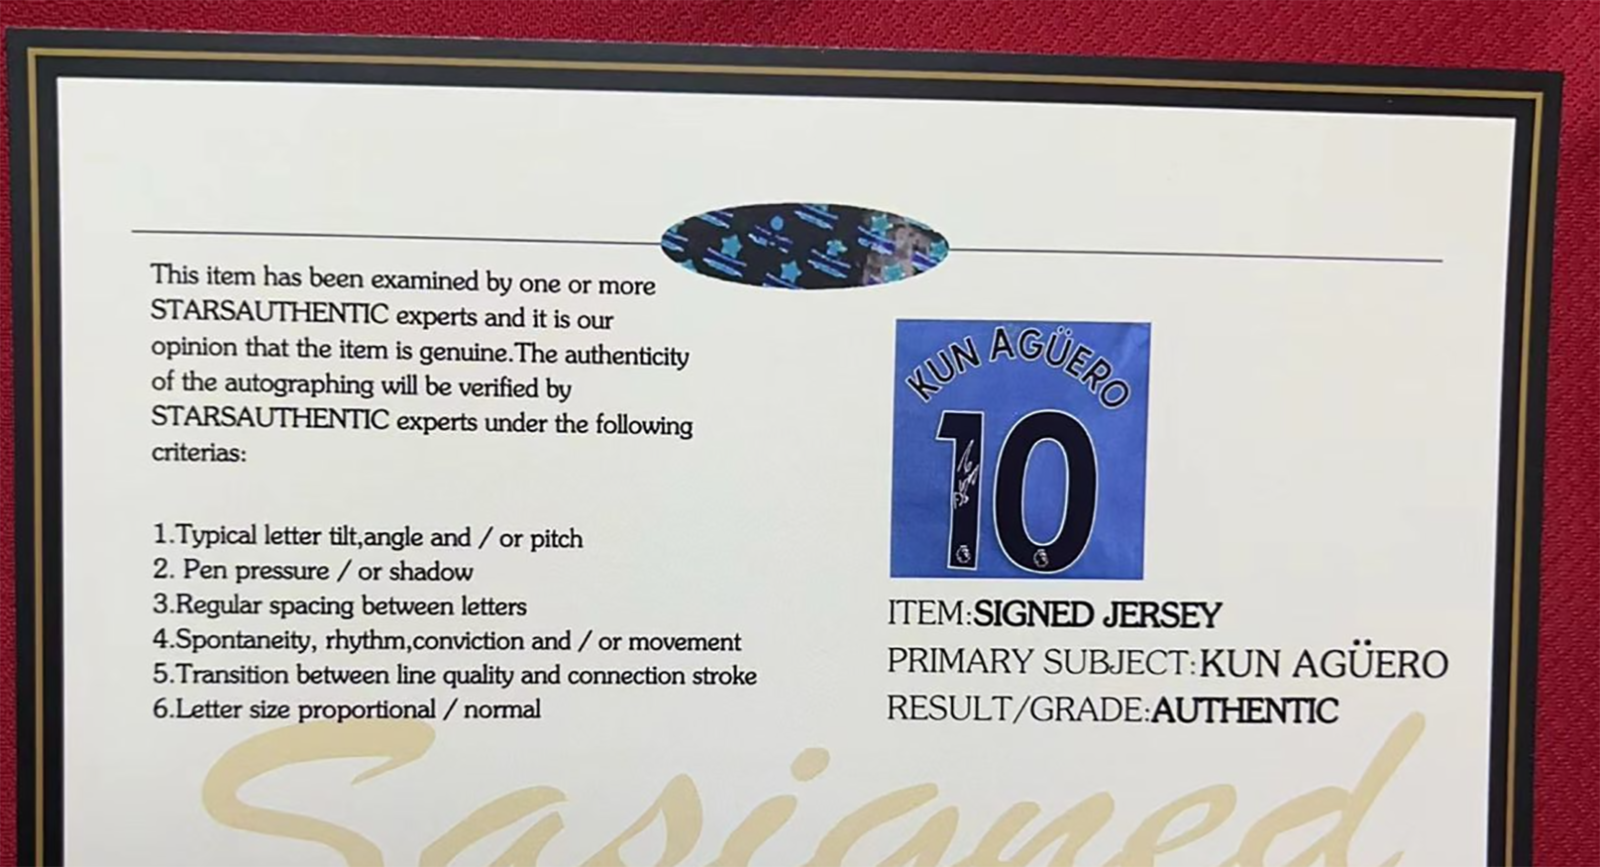 This item has been examined by one or more
STARSAUTHENTIC experts and it is our
opinion that the item is genuine.The authenticity
of the autographing will be verified by
STARSAUTHENTIC experts under the following
criterias:
1.Typical letter tilt,angle and / or pitch
2. Pen pressure / or shadow
3.Regular spacing between letters
4.Spontaneity, rhythm,conviction and / or movement
5.Transition between line quality and connection stroke
6.Letter size proportional / normal
KUN AGÜERO
10
ITEM:SIGNED JERSEY
PRIMARY SUBJECT:KUN AGÜERO
RESULT/GRADE:AUTHENTIC
Sasigned